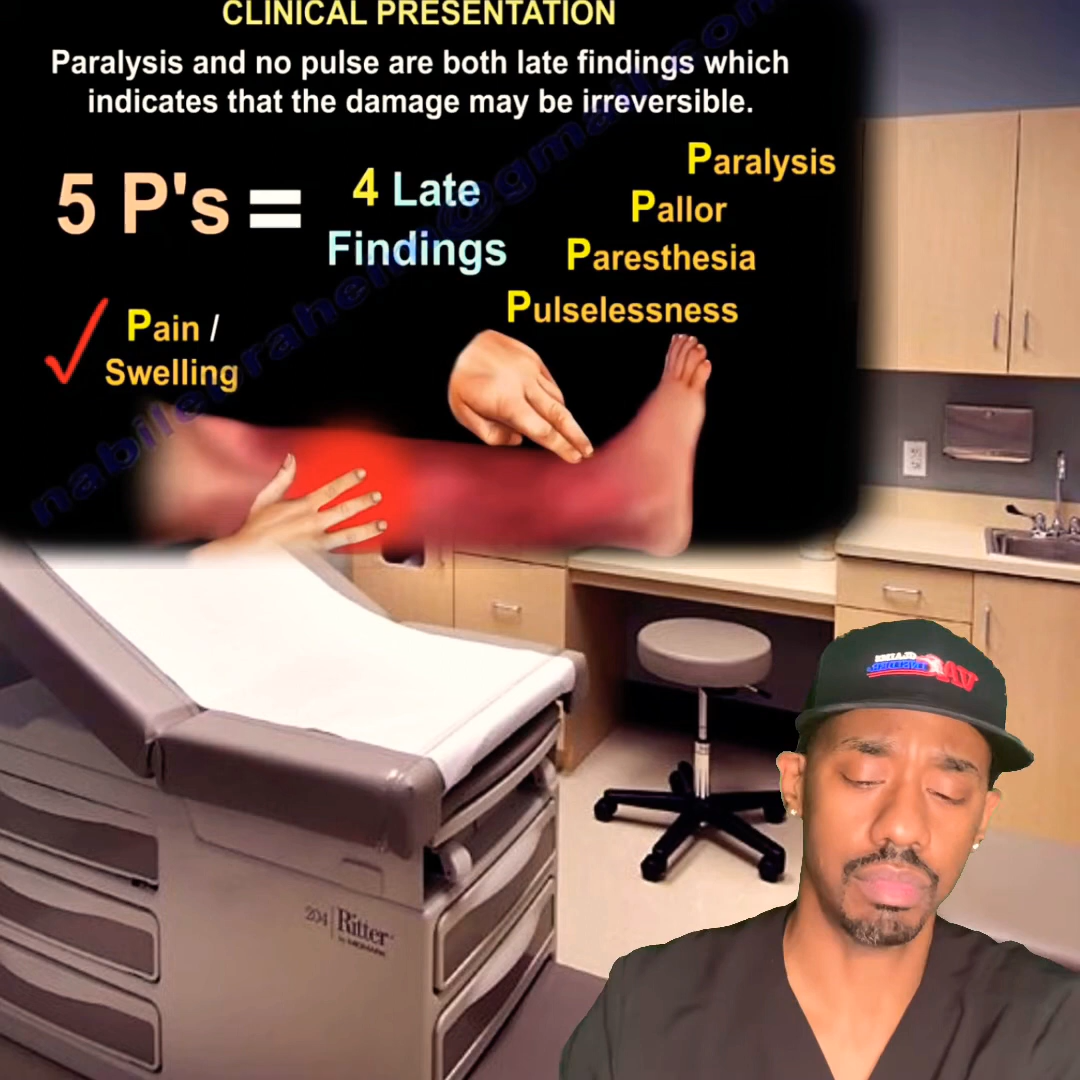 CLINICAL PRESENTATION
Paralysis and no pulse are both late findings which
indicates that the damage may be irreversible.
5 P's = 4 Late
Findings
Paralysis
Pallor
Paresthesia
Pulselessness
Pain /
Swelling
204 Ritter
VA